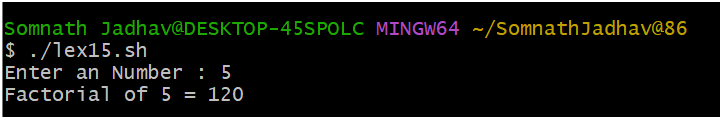 Somnath Jadhav@DESKTOP-45SPOLC MINGW64 ~/SomnathJadhav@86
$ ./lex15.sh
Enter an Number : 5
Factorial of 5 = 120